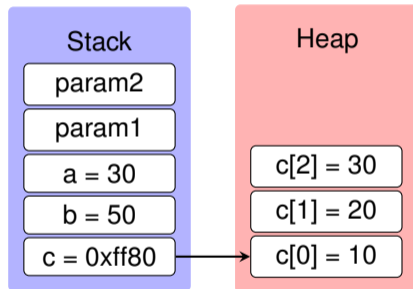 Stack
param2
param1
a = 30
b = 50
c = 0xff80
Heap
c[2] = 30
c[1] = 20
c[0] = 10